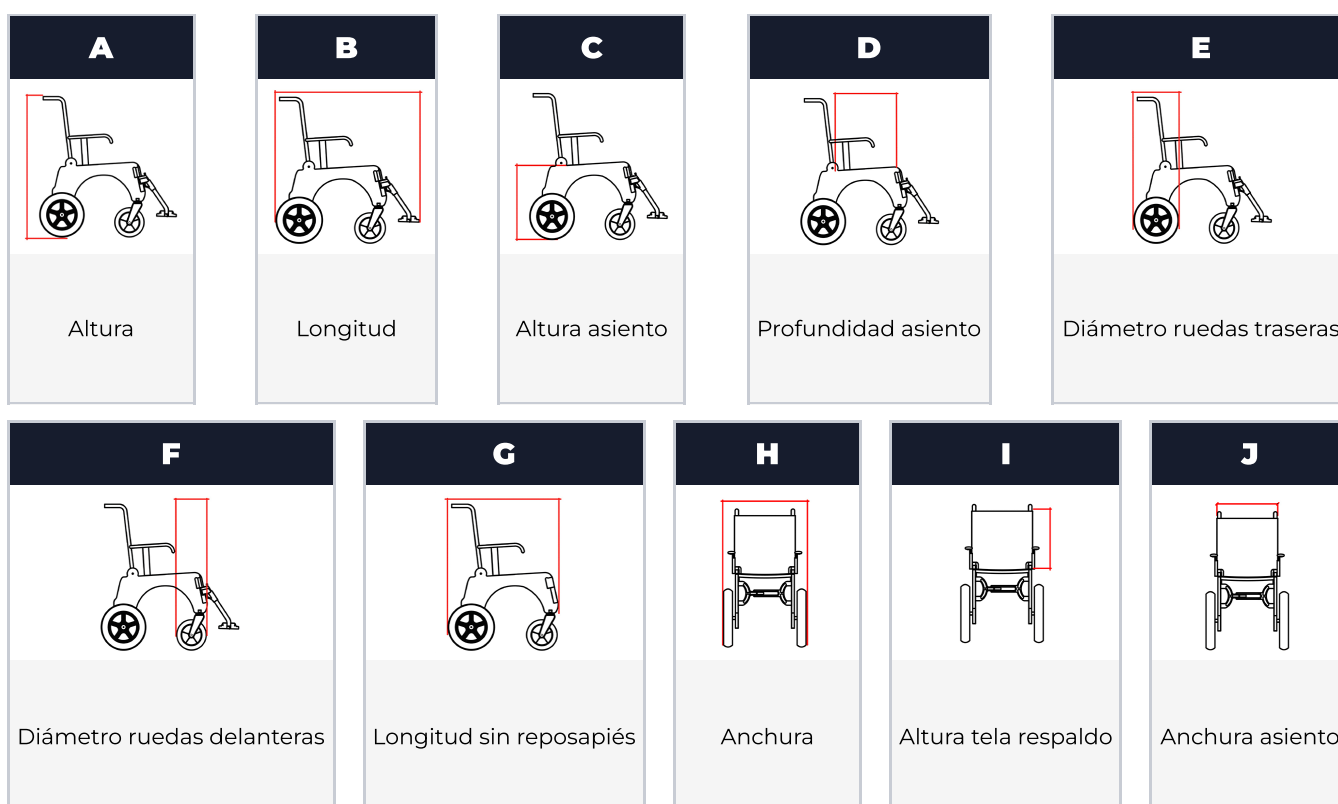 A
B
C
D
E
Altura
Longitud
Altura asiento
Profundidad asiento
Diámetro ruedas traseras
F
G
H
I
J
Diámetro ruedas delanteras
Longitud sin reposapiés
Anchura
Altura tela respaldo
Anchura asiento